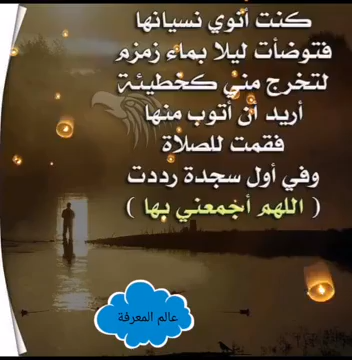 كنت أنوي نسيانها
فتوضأت ليلا بماء زمزم
لتخرج مني كخطيئة
أريد أن أتوب منها
فقمت للصلاة
وفي أول سجدة رددت
( اللهم أجمعني بها )
عالم المعرفة